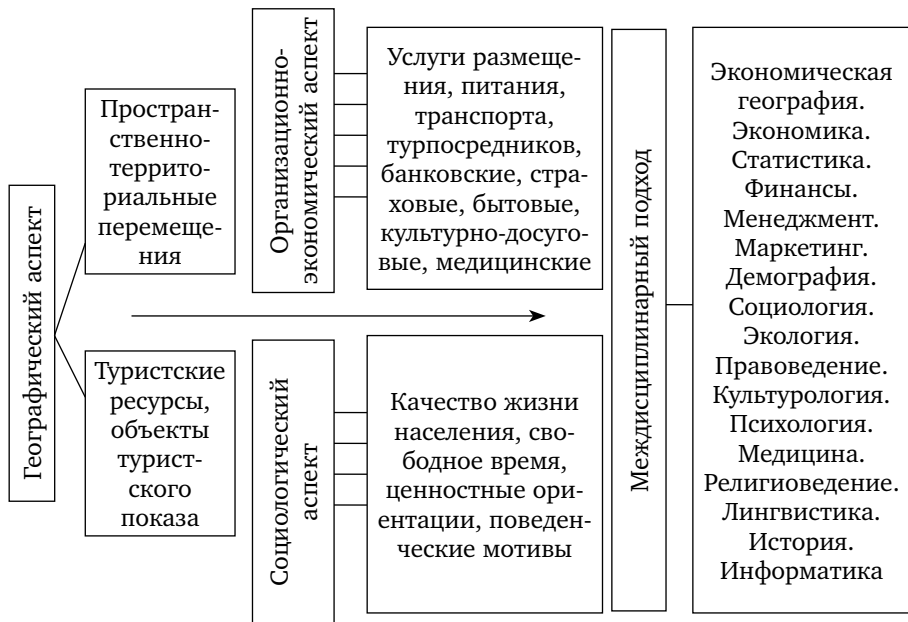 Географический аспект
Простран-
ственно-
террито-
риальные
перемеще-
ния
Туристские
ресурсы,
объекты
турист-
ского
показа
Организационно-
экономический аспект
Услуги размеще-
ния, питания,
транспорта,
турпосредников,
банковские, стра-
ховые, бытовые,
культурно-досуго-
вые, медицинские
Социологический
аспект
Качество жизни
населения, сво-
бодное время,
ценностные ори-
ентации, поведен-
ческие мотивы
Междисциплинарный подход
Экономическая
география.
Экономика.
Статистика.
Финансы.
Менеджмент.
Маркетинг.
Демография.
Социология.
Экология.
Правоведение.
Культурология.
Психология.
Медицина.
Религиоведение.
Лингвистика.
История.
Информатика